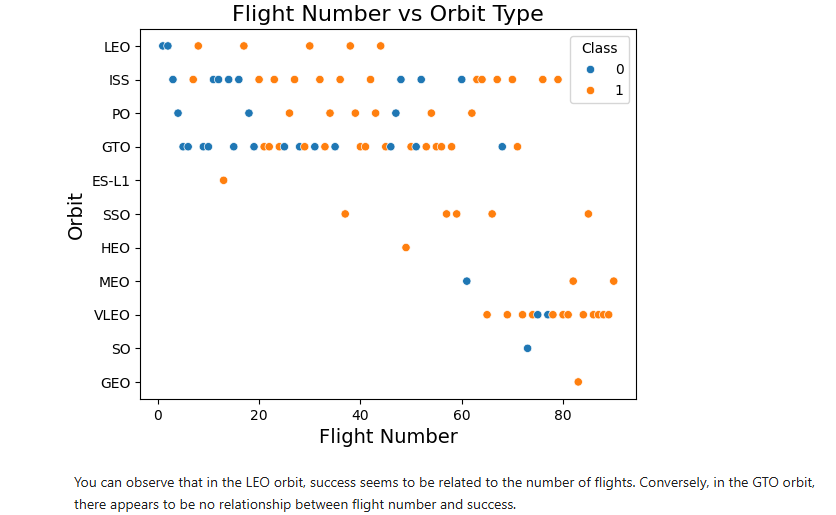 Flight Number vs Orbit Type
Class
0
1
LEO
ISS
PO
GTO
ES-L1
SSO
HEO
MEO
VLEO
SO
GEO
Orbit
0 20 40 60 80
Flight Number
You can observe that in the LEO orbit, success seems to be related to the number of flights. Conversely, in the GTO orbit,
there appears to be no relationship between flight number and success.